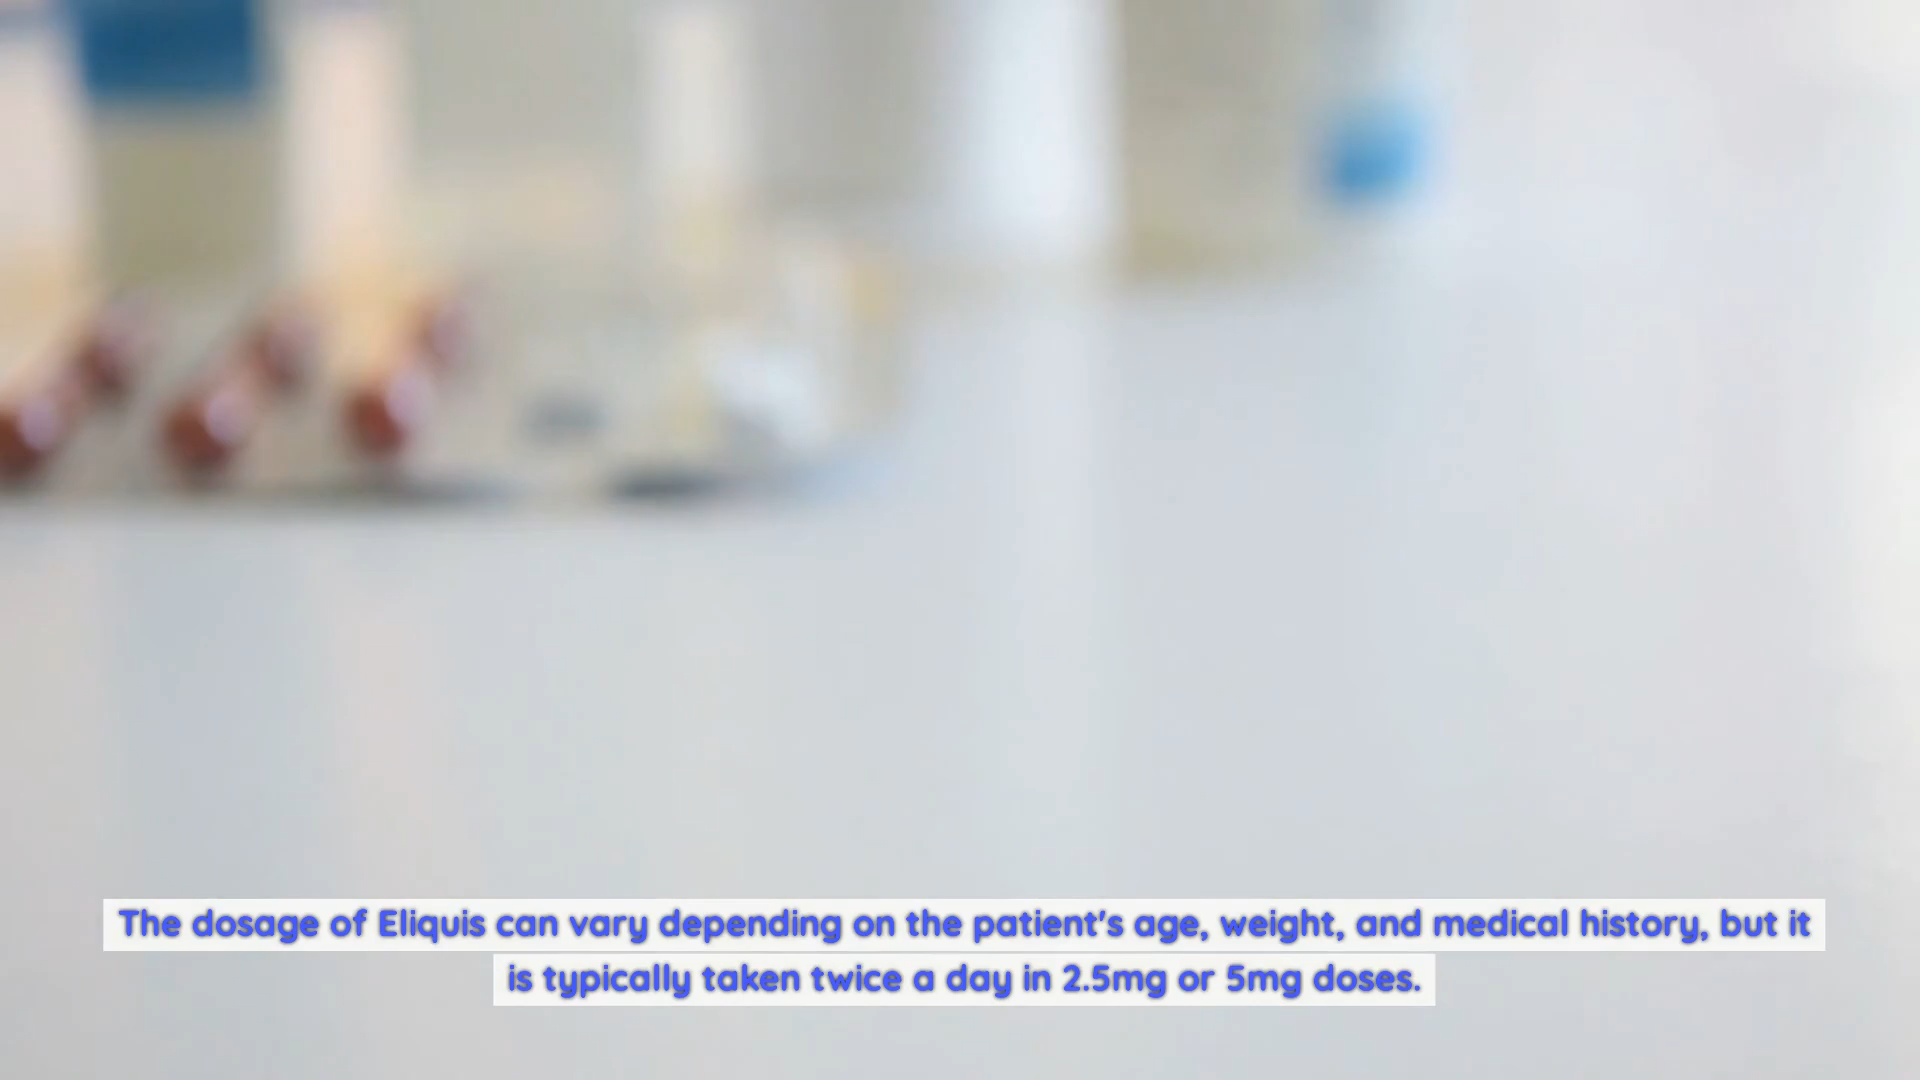 The dosage of Eliquis can vary depending on the patient's age, weight, and medical history, but it
is typically taken twice a day in 2.5mg or 5mg doses.